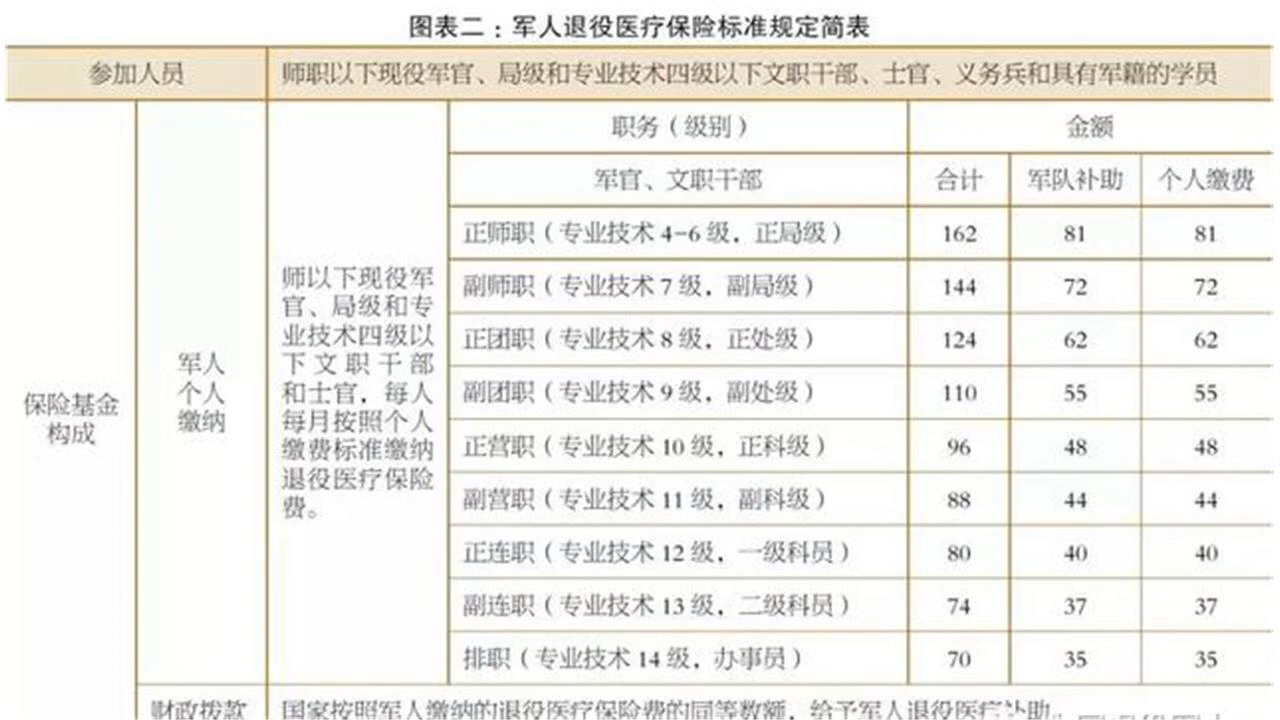 图表二：军人退役医疗保险标准规定简表
参加人员 师职以下现役军官、局级和专业技术四级以下文职干部、士官、义务兵和具有军籍的学员
保险基金
构成
军人
个人
缴纳
师以下现役军
官、局级和专
业技术四级以
下文职干部
和士官，每人
每月按照个人
缴费标准缴纳
退役医疗保险
费。
职务（级别） 金额
军官、文职干部 合计 军队补助 个人缴费
正师职（专业技术 4-6 级，正局级） 162 81 81
副师职（专业技术 7 级，副局级） 144 72 72
正团职（专业技术 8 级，正处级） 124 62 62
副团职（专业技术 9 级，副处级） 110 55 55
正营职（专业技术 10 级，正科级） 96 48 48
副营职（专业技术 11 级，副科级） 88 44 44
正连职（专业技术 12 级，一级科员） 80 40 40
副连职（专业技术 13 级，二级科员） 74 37 37
排职（专业技术 14 级，办事员） 70 35 35
财政拨款 国家按照军人缴纳的退役医疗保险费的同等数额，给予军人退役医疗补助